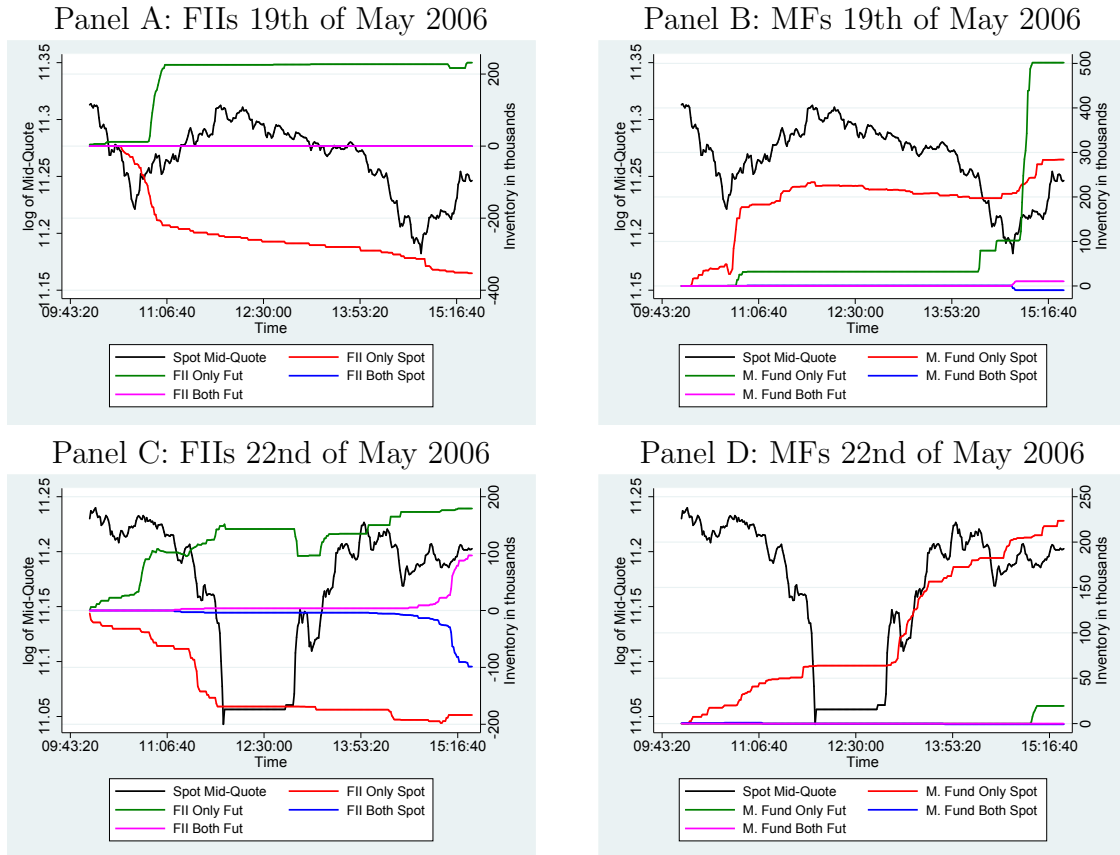 Panel A: FIIs 19th of May 2006
log of Mid-Quote
11.35
11.3
11.25
11.2
11.15
200
0
-200
-400
Inventory in thousands
09:43:20 11:06:40 12:30:00 13:53:20 15:16:40
Time
Spot Mid-Quote FII Only Spot
FII Only Fut FII Both Spot
FII Both Fut
Panel B: MFs 19th of May 2006
log of Mid-Quote
11.35
11.3
11.25
11.2
11.15
500
400
300
200
100
0
Inventory in thousands
09:43:20 11:06:40 12:30:00 13:53:20 15:16:40
Time
Spot Mid-Quote M. Fund Only Spot
M. Fund Only Fut M. Fund Both Spot
M. Fund Both Fut
Panel C: FIIs 22nd of May 2006
log of Mid-Quote
11.25
11.2
11.15
11.1
11.05
200
100
0
-100
-200
Inventory in thousands
09:43:20 11:06:40 12:30:00 13:53:20 15:16:40
Time
Spot Mid-Quote FII Only Spot
FII Only Fut FII Both Spot
FII Both Fut
Panel D: MFs 22nd of May 2006
log of Mid-Quote
11.25
11.2
11.15
11.1
11.05
250
200
150
100
50
0
Inventory in thousands
09:43:20 11:06:40 12:30:00 13:53:20 15:16:40
Time
Spot Mid-Quote M. Fund Only Spot
M. Fund Only Fut M. Fund Both Spot
M. Fund Both Fut